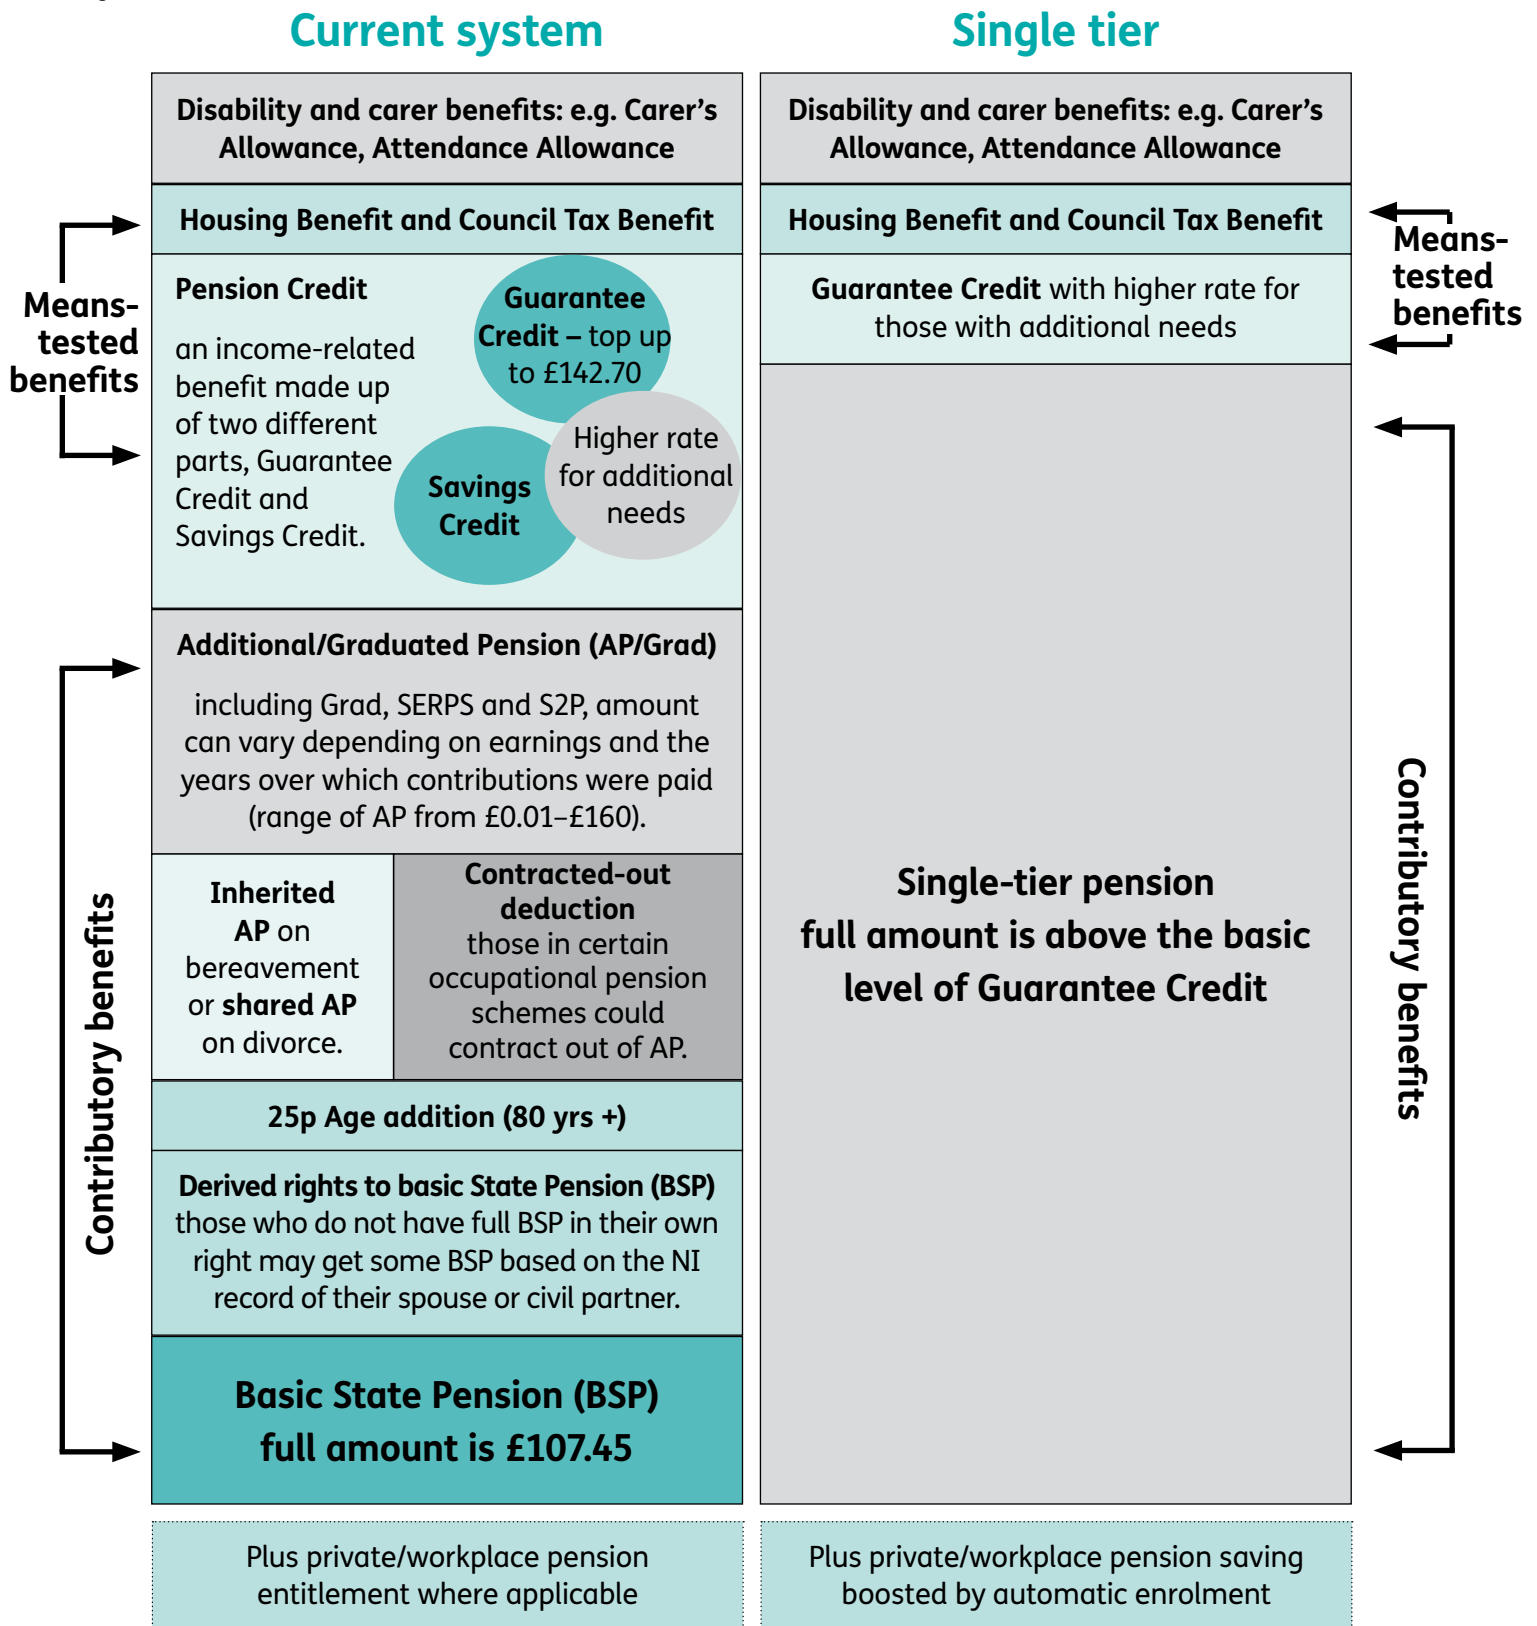 Current system
Disability and carer benefits: e.g. Carer's
Allowance, Attendance Allowance
Housing Benefit and Council Tax Benefit
Means-
tested
benefits
Pension Credit
an income-related
benefit made up
of two different
parts, Guarantee
Credit and
Savings Credit.
Guarantee
Credit – top up
to £142.70
Higher rate
for additional
needs
Savings
Credit
Contributory benefits
Additional/Graduated Pension (AP/Grad)
including Grad, SERPS and S2P, amount
can vary depending on earnings and the
years over which contributions were paid
(range of AP from £0.01–£160).
Inherited
AP on
bereavement
or shared AP
on divorce.
Contracted-out
deduction
those in certain
occupational pension
schemes could
contract out of AP.
25p Age addition (80 yrs +)
Derived rights to basic State Pension (BSP)
those who do not have full BSP in their own
right may get some BSP based on the NI
record of their spouse or civil partner.
Basic State Pension (BSP)
full amount is £107.45
Plus private/workplace pension
entitlement where applicable
Single tier
Disability and carer benefits: e.g. Carer's
Allowance, Attendance Allowance
Housing Benefit and Council Tax Benefit
Guarantee Credit with higher rate for
those with additional needs
Means-
tested
benefits
Single-tier pension
full amount is above the basic
level of Guarantee Credit
Contributory benefits
Plus private/workplace pension saving
boosted by automatic enrolment